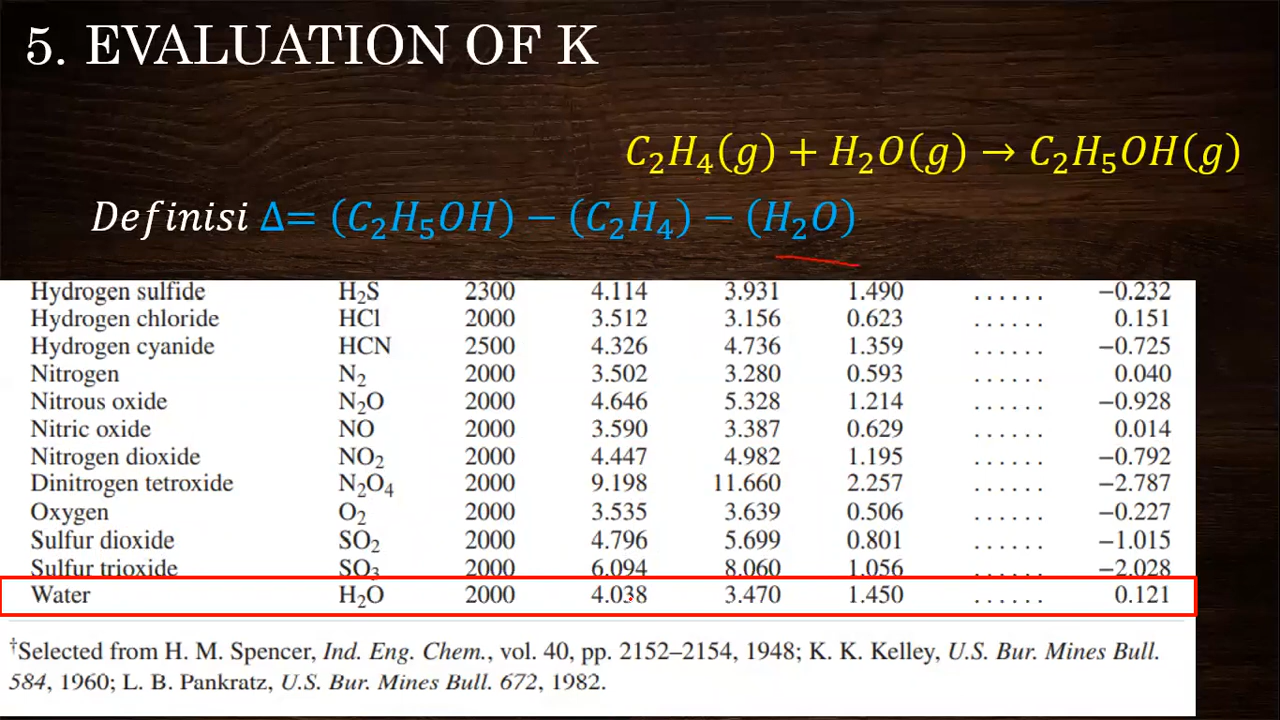 5. EVALUATION OF K
C₂H₄(g) + H₂O(g) → C₂H₅OH(g)
Definisi Δ= (C₂H₅OH) − (C₂H₄) − (H₂O)
Hydrogen sulfide H₂S 2300 4.114 3.931 1.490 ...... −0.232
Hydrogen chloride HCl 2000 3.512 3.156 0.623 ...... 0.151
Hydrogen cyanide HCN 2500 4.326 4.736 1.359 ...... −0.725
Nitrogen N₂ 2000 3.502 3.280 0.593 ...... 0.040
Nitrous oxide N₂O 2000 4.646 5.328 1.214 ...... −0.928
Nitric oxide NO 2000 3.590 3.387 0.629 ...... 0.014
Nitrogen dioxide NO₂ 2000 4.447 4.982 1.195 ...... −0.792
Dinitrogen tetroxide N₂O₄ 2000 9.198 11.660 2.257 ...... −2.787
Oxygen O₂ 2000 3.535 3.639 0.506 ...... −0.227
Sulfur dioxide SO₂ 2000 4.796 5.699 0.801 ...... −1.015
Sulfur trioxide SO₃ 2000 6.094 8.060 1.056 ...... −2.028
Water H₂O 2000 4.038 3.470 1.450 ...... 0.121
†Selected from H. M. Spencer, Ind. Eng. Chem., vol. 40, pp. 2152–2154, 1948; K. K. Kelley, U.S. Bur. Mines Bull.
584, 1960; L. B. Pankratz, U.S. Bur. Mines Bull. 672, 1982.